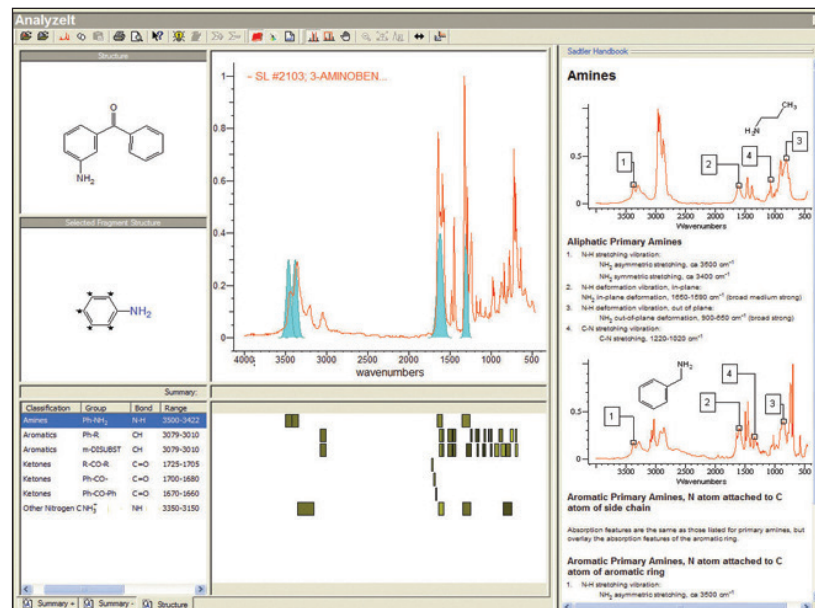 AnalyzeIt
Structure
O
NH2
Selected Fragment Structure
NH2
~ SL #2103; 3-AMINOBEN...
1
0.8
0.6
0.4
0.2
0
4000 3500 3000 2500 2000 1500 1000 500
wavenumbers
Summary:
Classification Group Bond Range
Amines Ph-NH2 N-H 3500-3422
Aromatics Ph-R CH 3079-3010
Aromatics m-DISUBST CH 3079-3010
Ketones R-CO-R C=O 1725-1705
Ketones Ph-CO- C=O 1700-1680
Ketones Ph-CO-Ph C=O 1670-1660
Other Nitrogen C NH3+ NH 3350-3150
Summary + Summary - Structure
Sadtler Handbook
Amines
CH3
H2N
1 2 4 3
0.5
0
3500 3000 2500 2000 1500 1000 500
Wavenumbers
Aliphatic Primary Amines
1. N-H stretching vibration:
NH2 asymmetric stretching, ca 3500 cm-1
NH2 symmetric stretching, ca 3400 cm-1
2. N-H deformation vibration, in-plane:
NH2 in-plane deformation, 1650-1590 cm-1 (broad medium strong)
3. N-H deformation vibration, out of plane:
NH2 out-of-plane deformation, 900-650 cm-1 (broad strong)
4. C-N stretching vibration:
C-N stretching, 1220-1020 cm-1
NH2
1 2 4 3
0.5
0
3500 3000 2500 2000 1500 1000 500
Wavenumbers
Aromatic Primary Amines, N atom attached to C
atom of side chain
Absorption features are the same as those listed for primary amines, but
overlay the absorption features of the aromatic ring.
Aromatic Primary Amines, N atom attached to C
atom of aromatic ring
1. N-H stretching vibration:
NH2 asymmetric stretching, ca 3500 cm-1